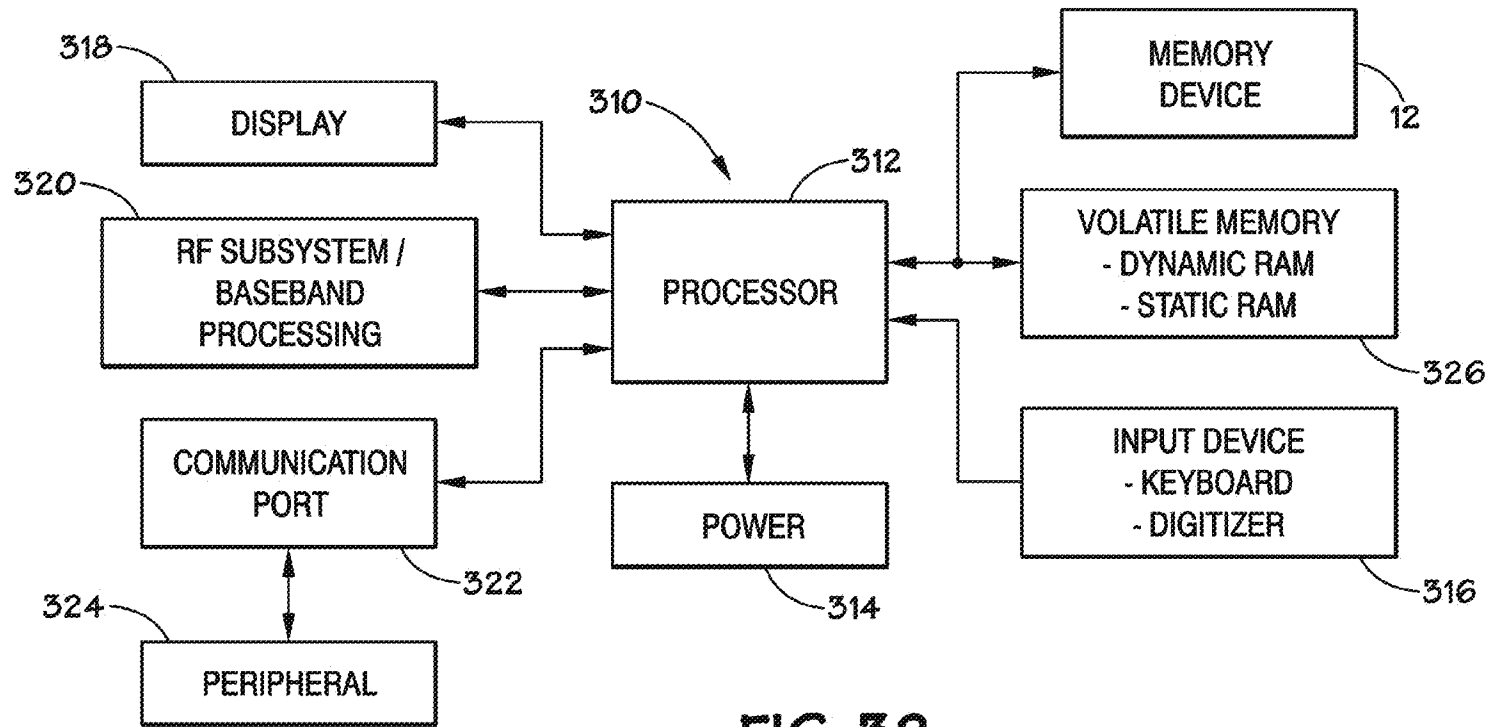 318
DISPLAY
320
RF SUBSYSTEM /
BASEBAND
PROCESSING
COMMUNICATION
PORT
322
324
PERIPHERAL
310
312
PROCESSOR
POWER
314
MEMORY
DEVICE
12
VOLATILE MEMORY
- DYNAMIC RAM
- STATIC RAM
326
INPUT DEVICE
- KEYBOARD
- DIGITIZER
316